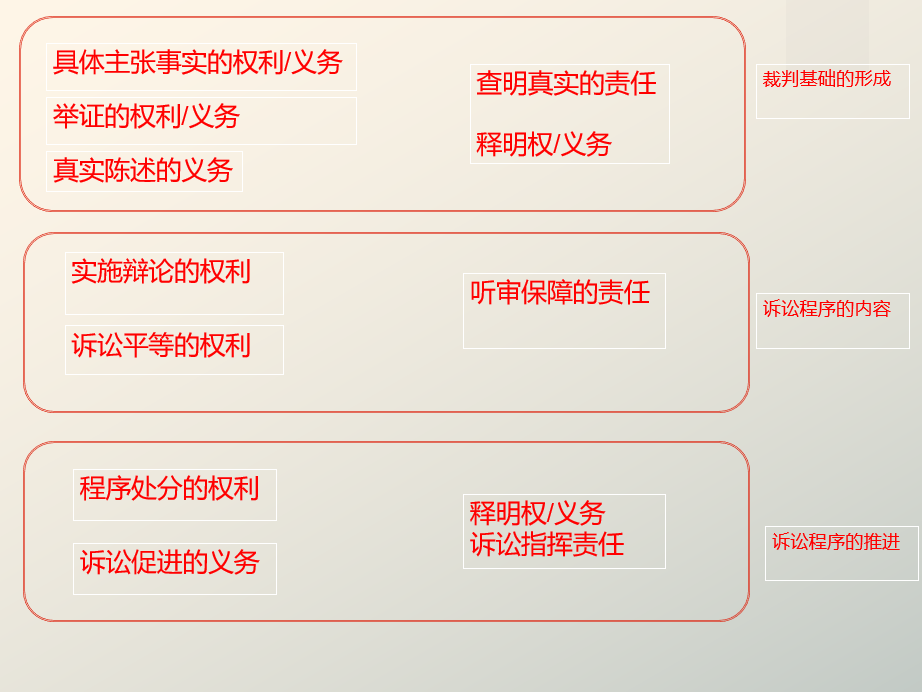 具体主张事实的权利/义务
举证的权利/义务
真实陈述的义务
查明真实的责任
释明权/义务
裁判基础的形成
实施辩论的权利
诉讼平等的权利
听审保障的责任
诉讼程序的内容
程序处分的权利
诉讼促进的义务
释明权/义务
诉讼指挥责任
诉讼程序的推进